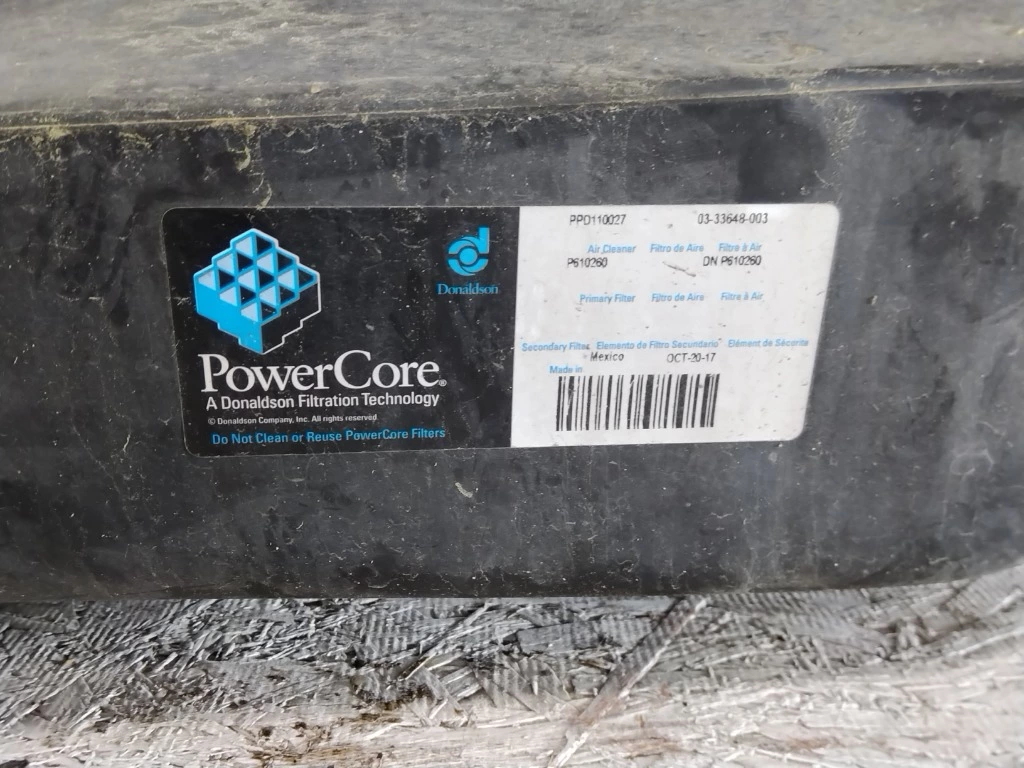 PowerCore®
A Donaldson Filtration Technology
© Donaldson Company, Inc. All rights reserved
Do Not Clean or Reuse PowerCore Filters
Donaldson
PPD110027 03-33648-003
Air Cleaner Filtro de Aire Filtre à Air
P610260 DN P610260
Primary Filter Filtro de Aire Filtre à Air
Secondary Filter Elemento de Filtro Secundario Elément de Sécurité
Mexico OCT-20-17
Made in